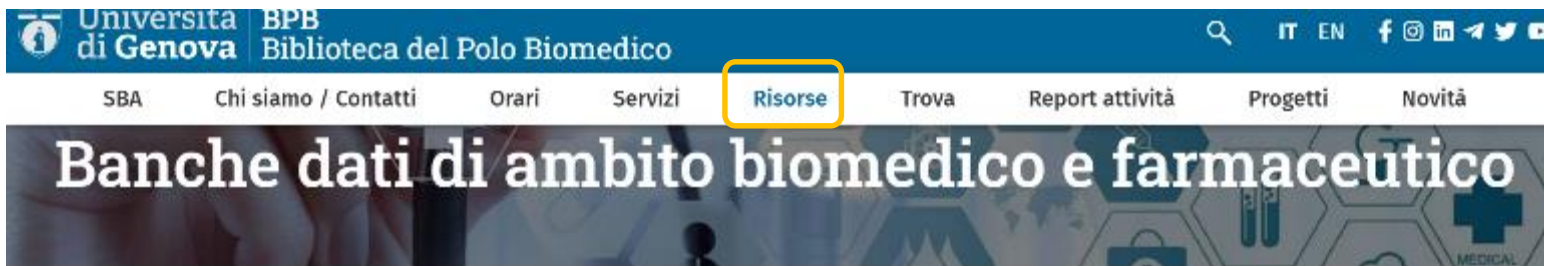 Università
di Genova
BPB
Biblioteca del Polo Biomedico
IT EN
SBA Chi siamo / Contatti Orari Servizi Risorse Trova Report attività Progetti Novità
Banche dati di ambito biomedico e farmaceutico
MEDICAL